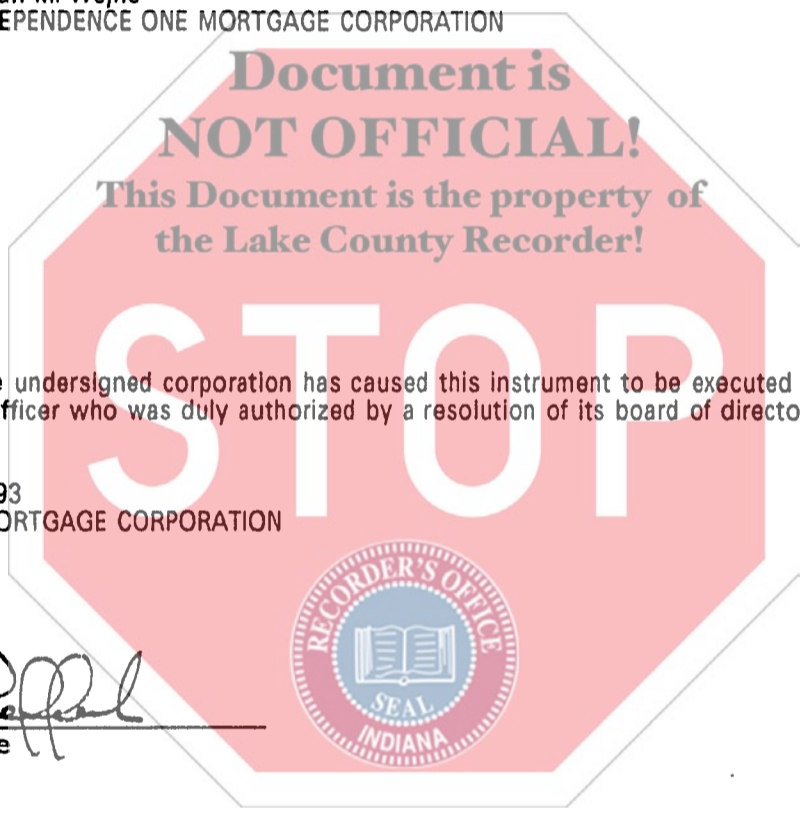 EPENDENCE ONE MORTGAGE CORPORATION
Document is
NOT OFFICIAL!
This Document is the property of
the Lake County Recorder!
STOP
undersigned corporation has caused this instrument to be executed
fficer who was duly authorized by a resolution of its board of directo
93
ORTGAGE CORPORATION
RECORDER'S OFFICE
SEAL
INDIANA
e